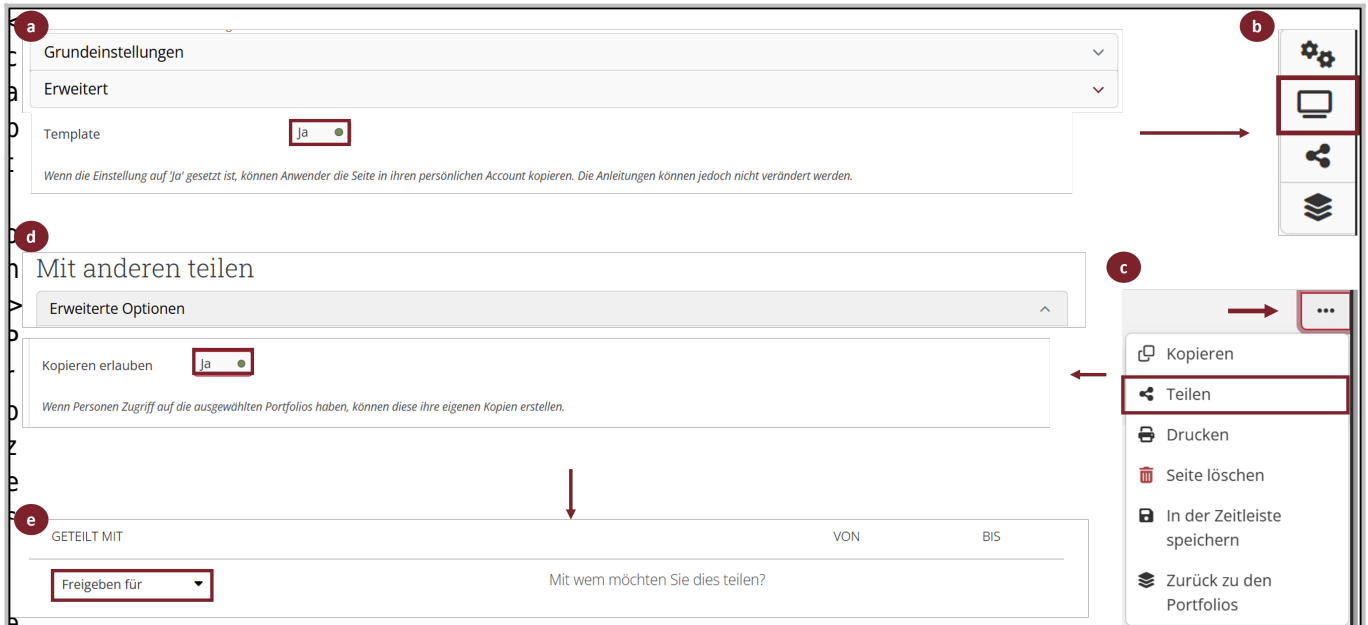 a
Grundeinstellungen
Erweitert
Template
Ja
Wenn die Einstellung auf 'Ja' gesetzt ist, können Anwender die Seite in ihren persönlichen Account kopieren. Die Anleitungen können jedoch nicht verändert werden.
b
c
Kopieren
Teilen
Drucken
Seite löschen
In der Zeitleiste
speichern
Zurück zu den
Portfolios
d
Mit anderen teilen
Erweiterte Optionen
Kopieren erlauben
Ja
Wenn Personen Zugriff auf die ausgewählten Portfolios haben, können diese ihre eigenen Kopien erstellen.
e
GETEILT MIT
VON
BIS
Freigeben für
Mit wem möchten Sie dies teilen?